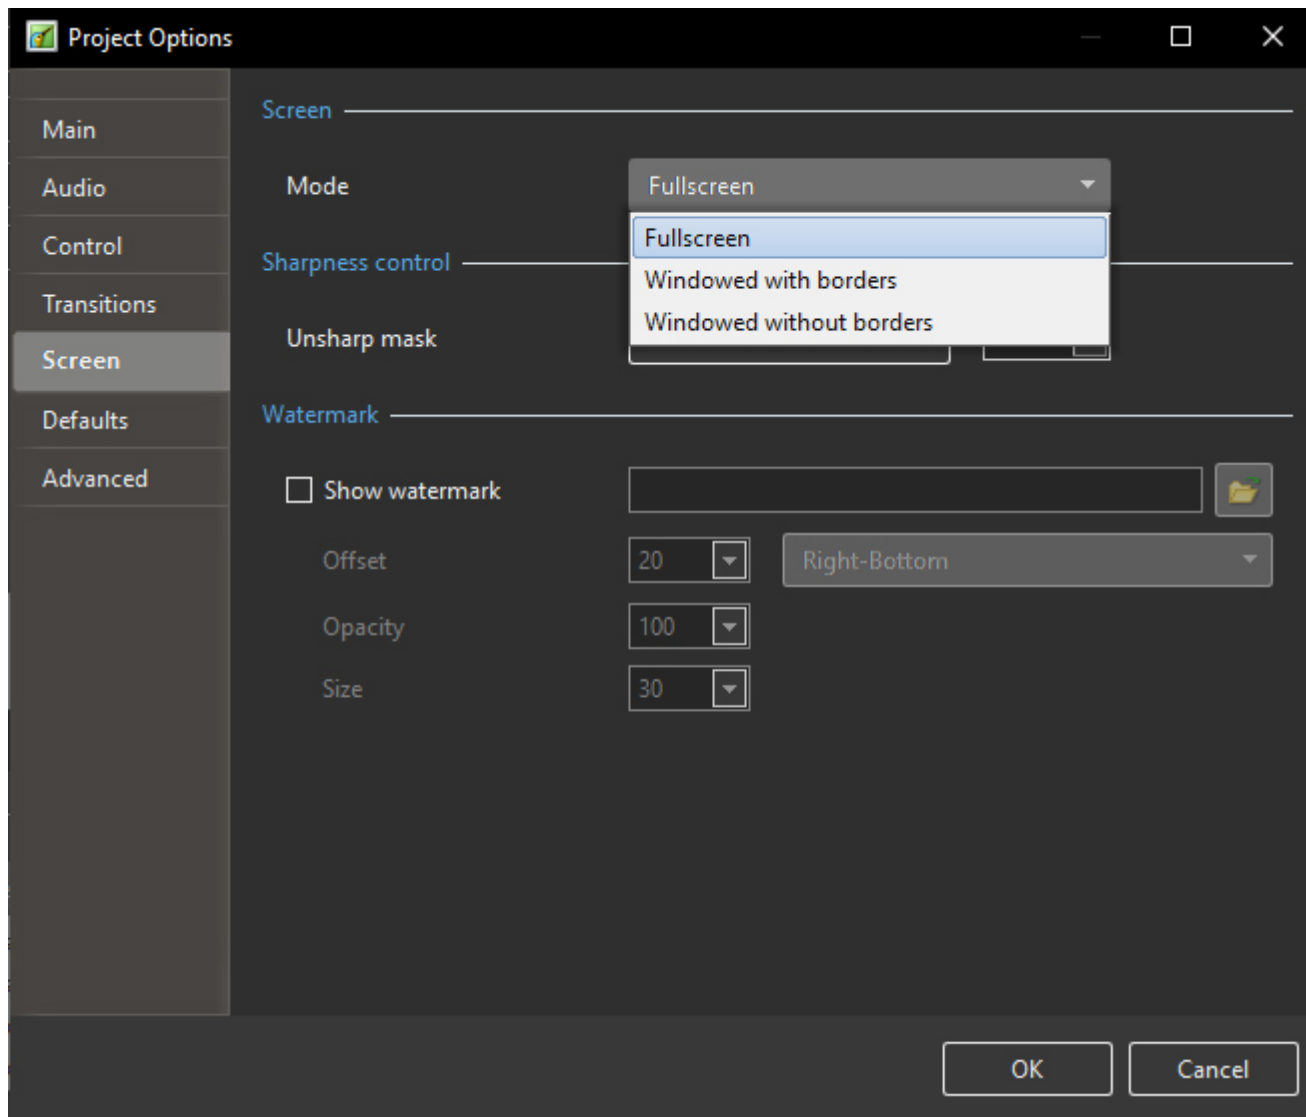 Project Options
Main
Audio
Control
Transitions
Screen
Defaults
Advanced
Screen
Mode
Fullscreen
Fullscreen
Windowed with borders
Windowed without borders
Sharpness control
Unsharp mask
Watermark
Show watermark
Offset
20
Right-Bottom
Opacity
100
Size
30
OK
Cancel